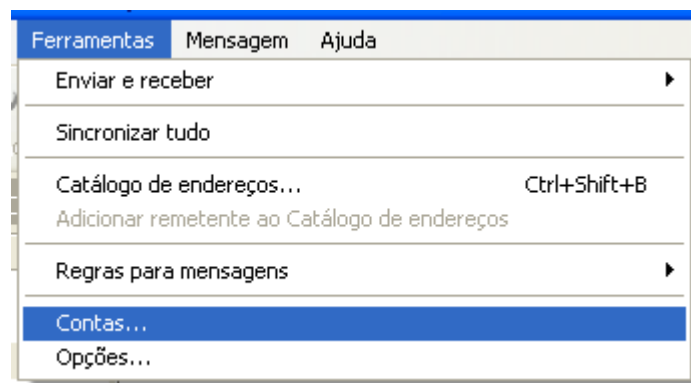 Ferramentas Mensagem Ajuda
Enviar e receber
Sincronizar tudo
Catálogo de endereços... Ctrl+Shift+B
Adicionar remetente ao Catálogo de endereços
Regras para mensagens
Contas...
Opções...